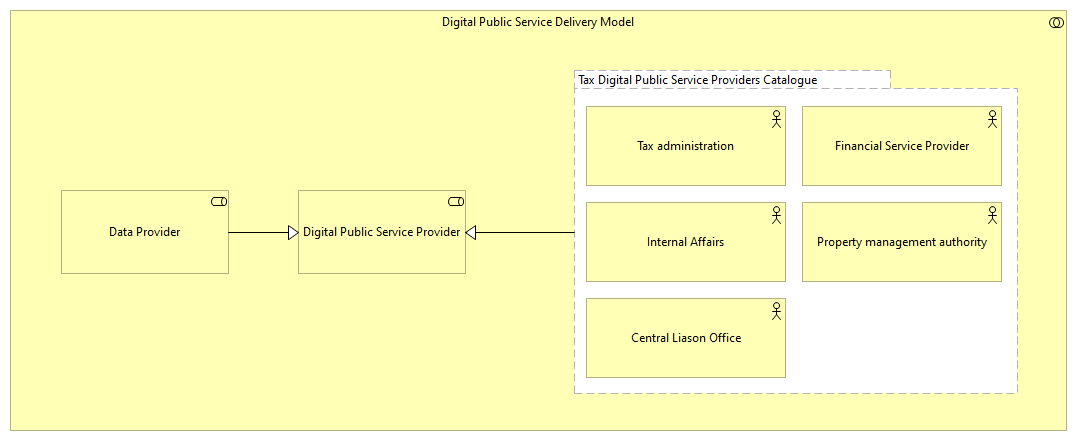 Digital Public Service Delivery Model
Tax Digital Public Service Providers Catalogue
Tax administration
Financial Service Provider
Data Provider
Digital Public Service Provider
Internal Affairs
Property management authority
Central Liason Office